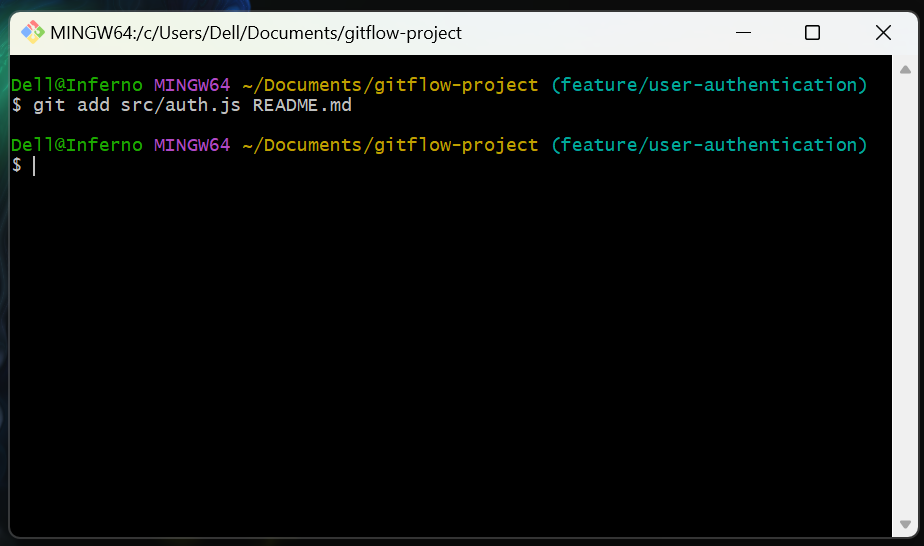 MINGW64:/c/Users/Dell/Documents/gitflow-project
Dell@Inferno MINGW64 ~/Documents/gitflow-project (feature/user-authentication)
$ git add src/auth.js README.md
Dell@Inferno MINGW64 ~/Documents/gitflow-project (feature/user-authentication)
$